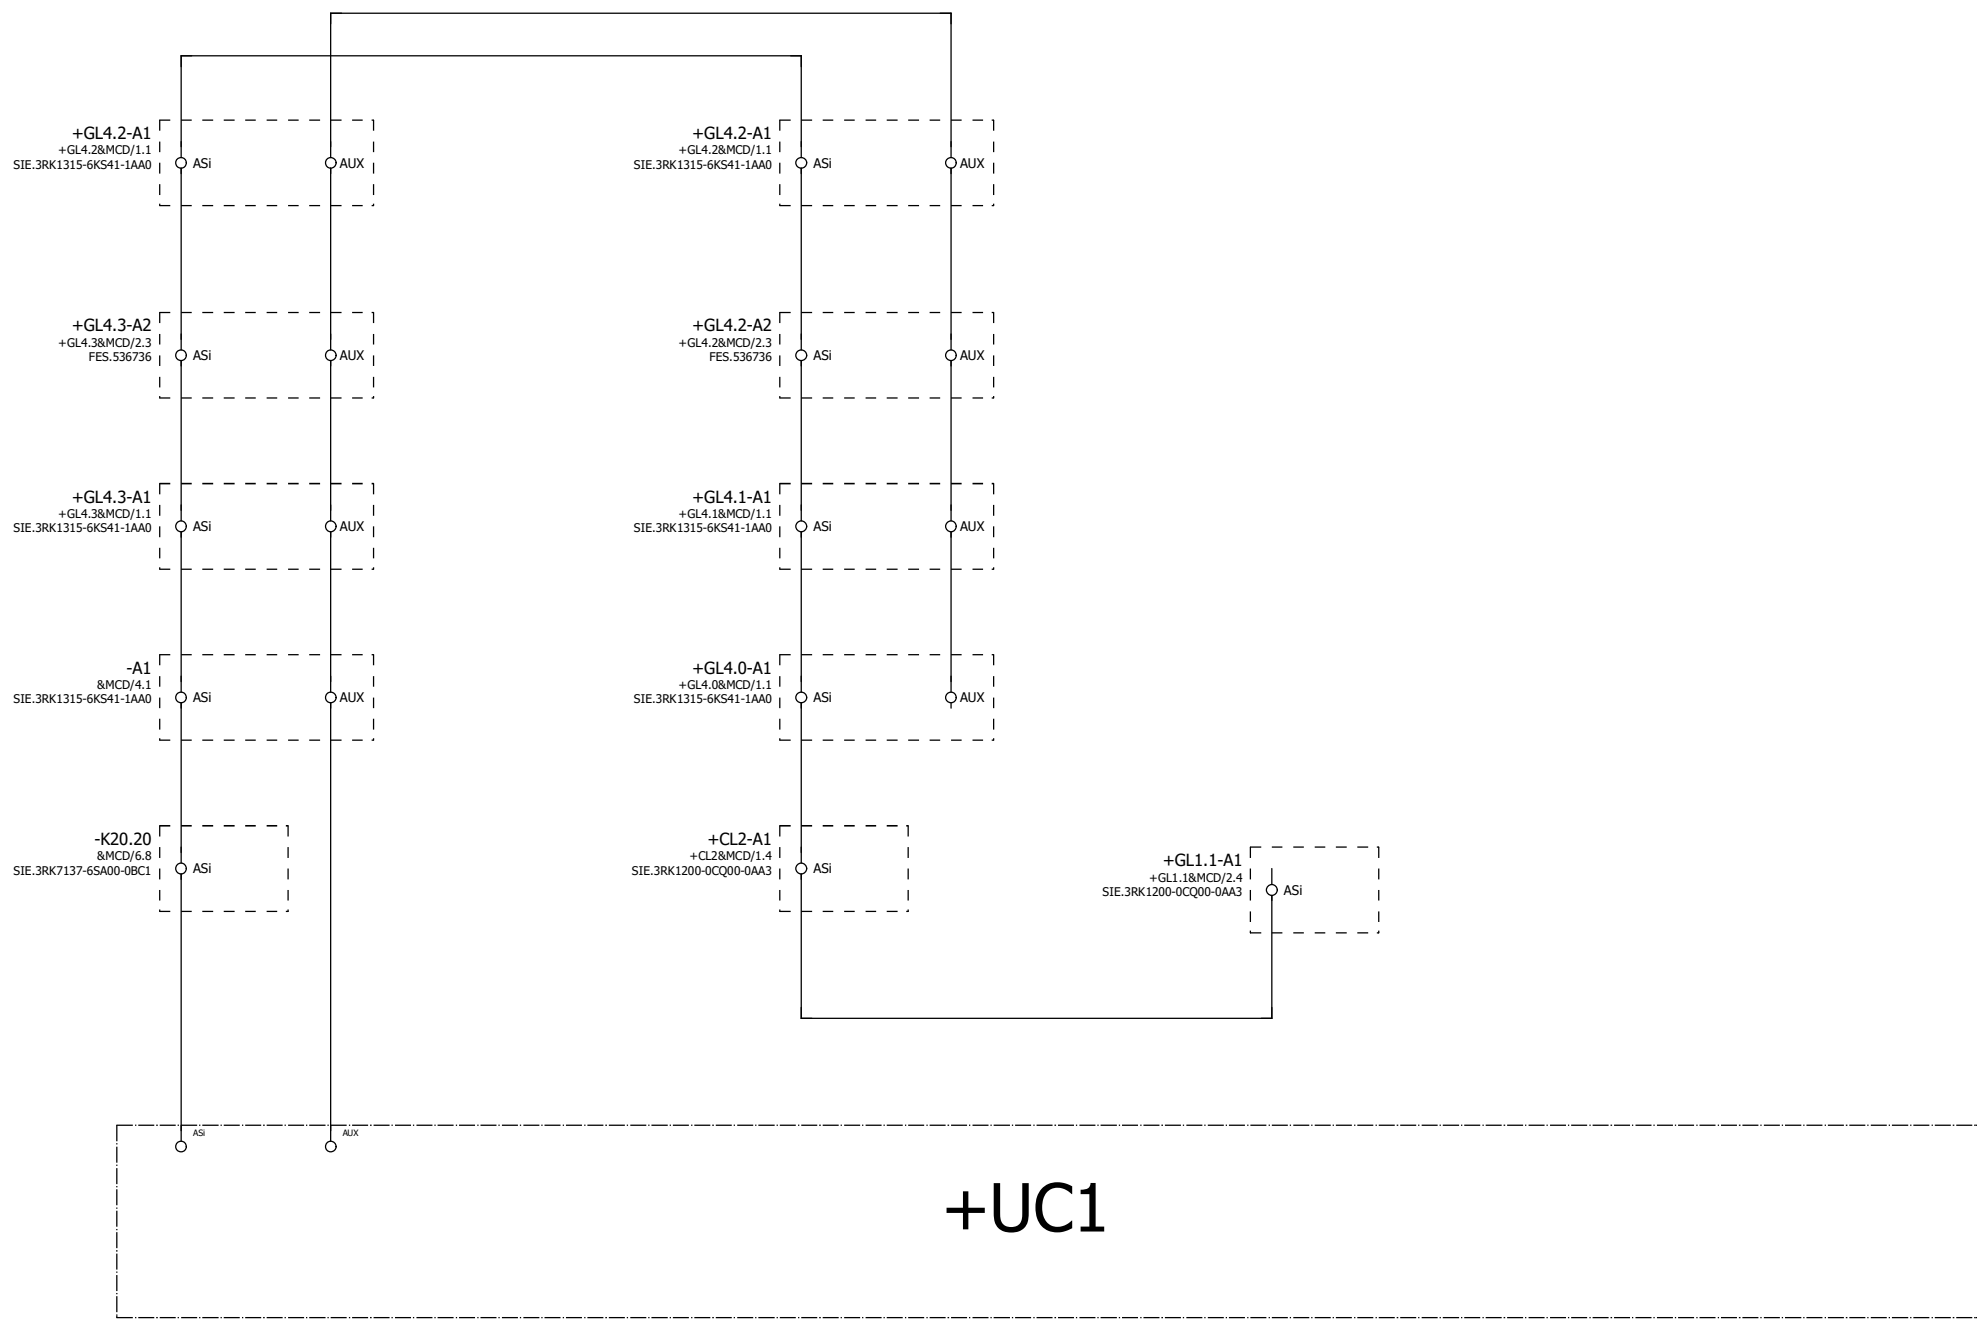 +GL4.2-A1
+GL4.2&MCD/1.1
SIE.3RK1315-6KS41-1AA0
ASi
AUX
+GL4.2-A1
+GL4.2&MCD/1.1
SIE.3RK1315-6KS41-1AA0
ASi
AUX
+GL4.3-A2
+GL4.3&MCD/2.3
FES.536736
ASi
AUX
+GL4.2-A2
+GL4.2&MCD/2.3
FES.536736
ASi
AUX
+GL4.3-A1
+GL4.3&MCD/1.1
SIE.3RK1315-6KS41-1AA0
ASi
AUX
+GL4.1-A1
+GL4.1&MCD/1.1
SIE.3RK1315-6KS41-1AA0
ASi
AUX
-A1
&MCD/4.1
SIE.3RK1315-6KS41-1AA0
ASi
AUX
+GL4.0-A1
+GL4.0&MCD/1.1
SIE.3RK1315-6KS41-1AA0
ASi
AUX
-K20.20
&MCD/6.8
SIE.3RK7137-6SA00-0BC1
ASi
+CL2-A1
+CL2&MCD/1.4
SIE.3RK1200-0CQ00-0AA3
ASi
+GL1.1-A1
+GL1.1&MCD/2.4
SIE.3RK1200-0CQ00-0AA3
ASi
ASi
AUX
+UC1